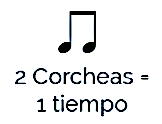 2 Corcheas =
1 tiempo